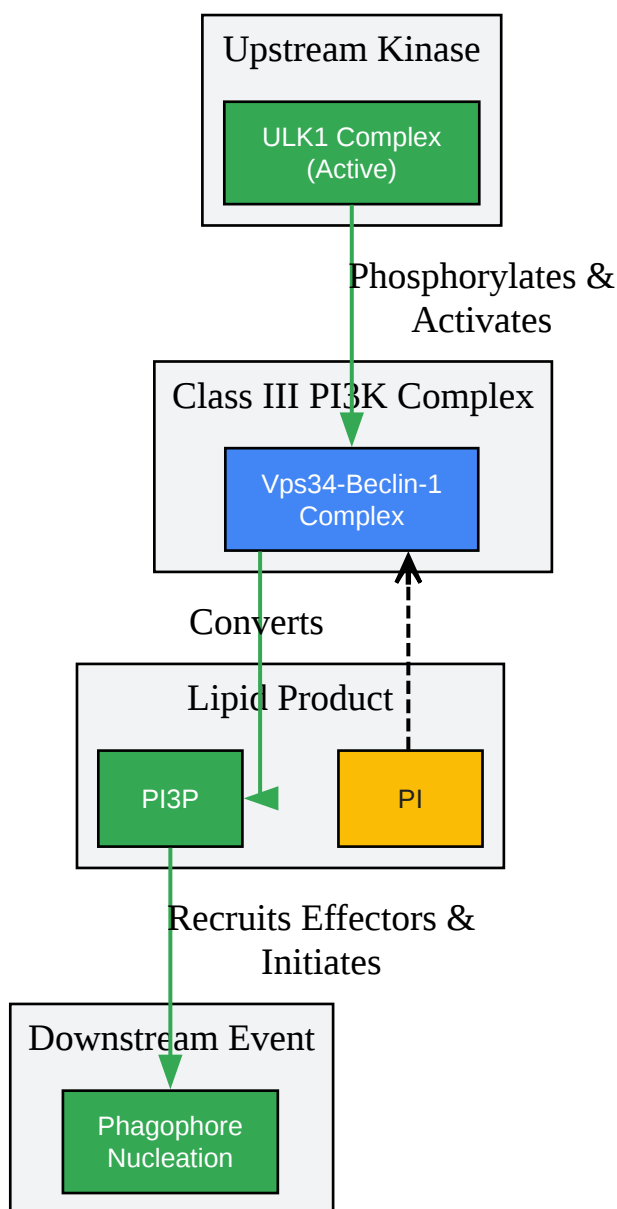 Upstream Kinase
ULK1 Complex
(Active)
Phosphorylates &
Activates
Class III PI3K Complex
Vps34-Beclin-1
Complex
Converts
Lipid Product
PI3P
PI
Recruits Effectors &
Initiates
Downstream Event
Phagophore
Nucleation